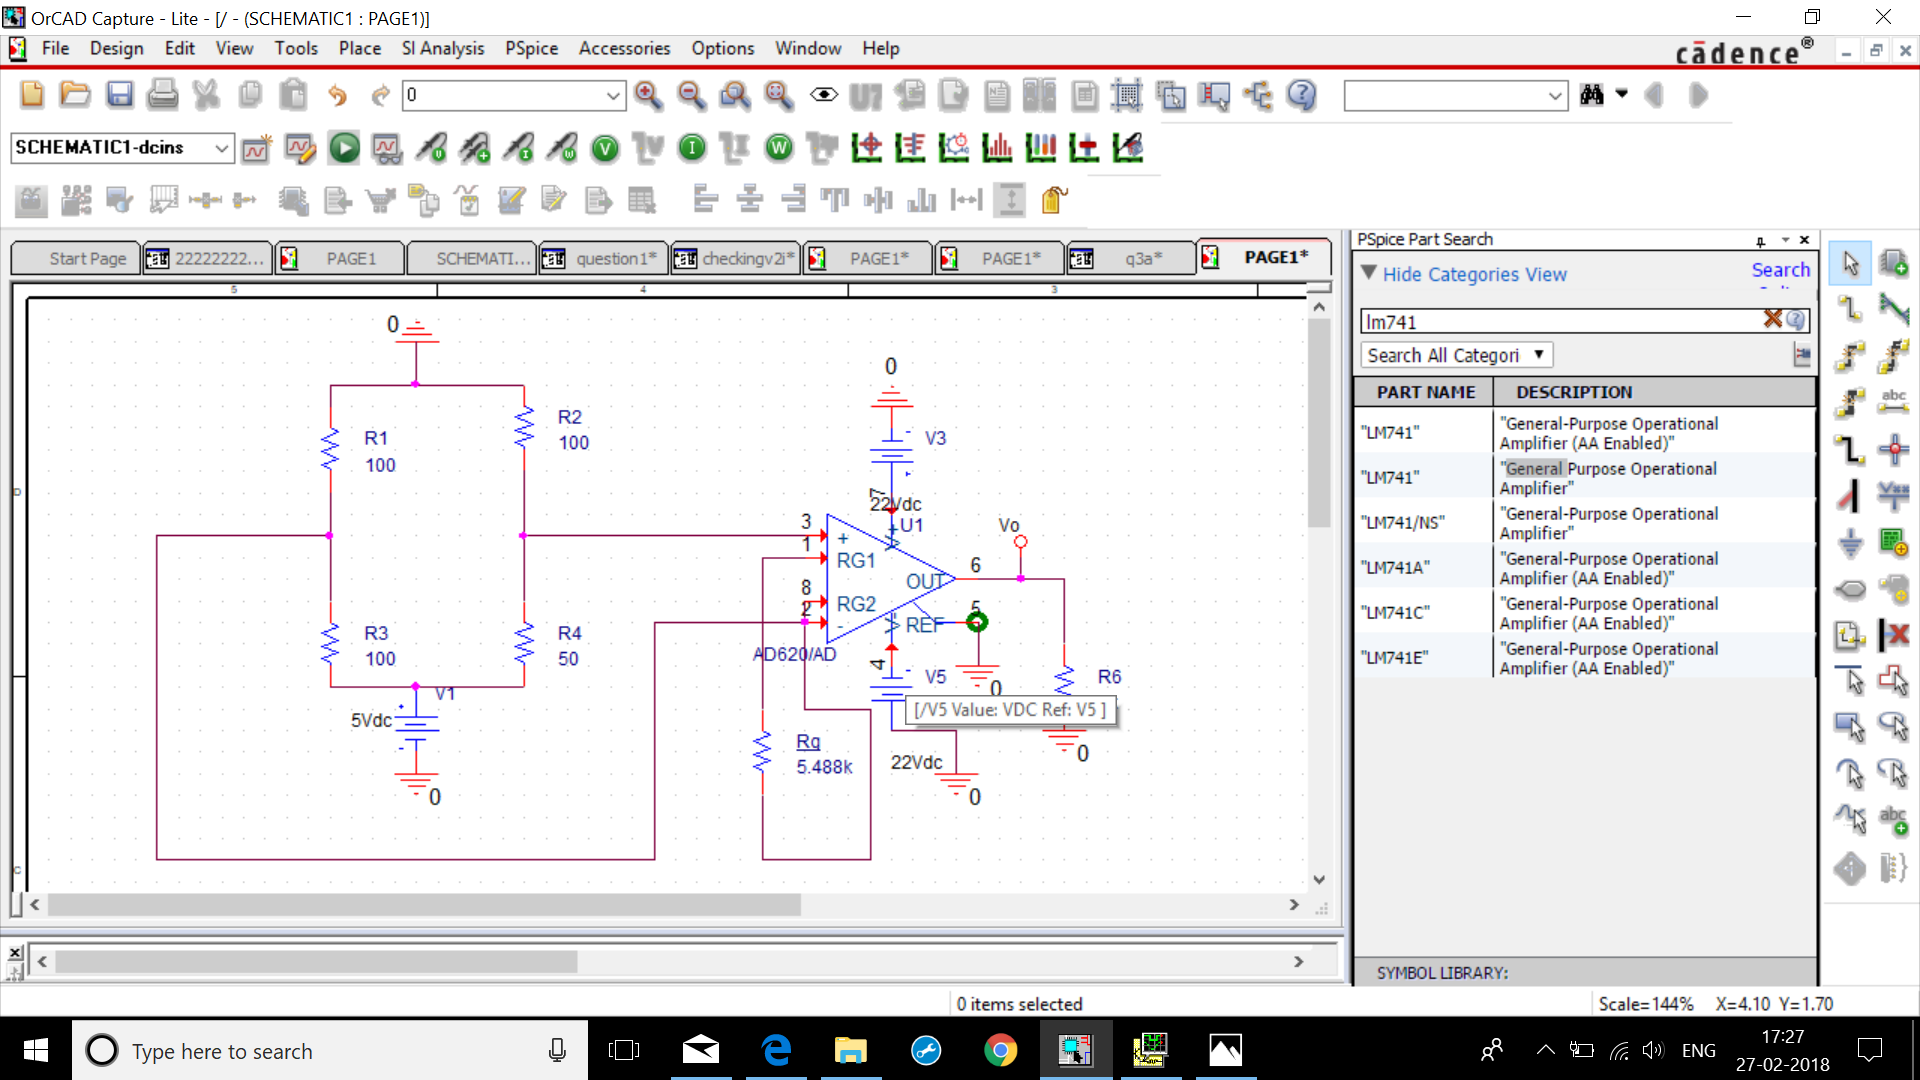 OrCAD Capture - Lite - [/ - (SCHEMATIC1 : PAGE1)]
File Design Edit View Tools Place SI Analysis PSpice Accessories Options Window Help
cādence®
0
SCHEMATIC1-dcins
Start Page
22222222...
PAGE1
SCHEMATI...
question1*
checkingv2i*
PAGE1*
PAGE1*
q3a*
PAGE1*
5 4 3
D
C
0
R1
100
R2
100
R3
100
R4
50
V1
5Vdc
0
0
V3
22Vdc
7
U1
3
1
8
2
+
RG1
RG2
-
V+
V-
OUT
REF
6
5
4
AD620/AD
Vo
V5
0
R6
[/V5 Value: VDC Ref: V5 ]
0
22Vdc
0
Rg
5.488k
PSpice Part Search
Hide Categories View
Search
lm741
Search All Categori
PART NAME DESCRIPTION
"LM741" "General-Purpose Operational
Amplifier (AA Enabled)"
"LM741" "General Purpose Operational
Amplifier"
"LM741/NS" "General-Purpose Operational
Amplifier"
"LM741A" "General-Purpose Operational
Amplifier (AA Enabled)"
"LM741C" "General-Purpose Operational
Amplifier (AA Enabled)"
"LM741E" "General-Purpose Operational
Amplifier (AA Enabled)"
SYMBOL LIBRARY:
0 items selected
Scale=144% X=4.10 Y=1.70
Type here to search
ENG
17:27
27-02-2018